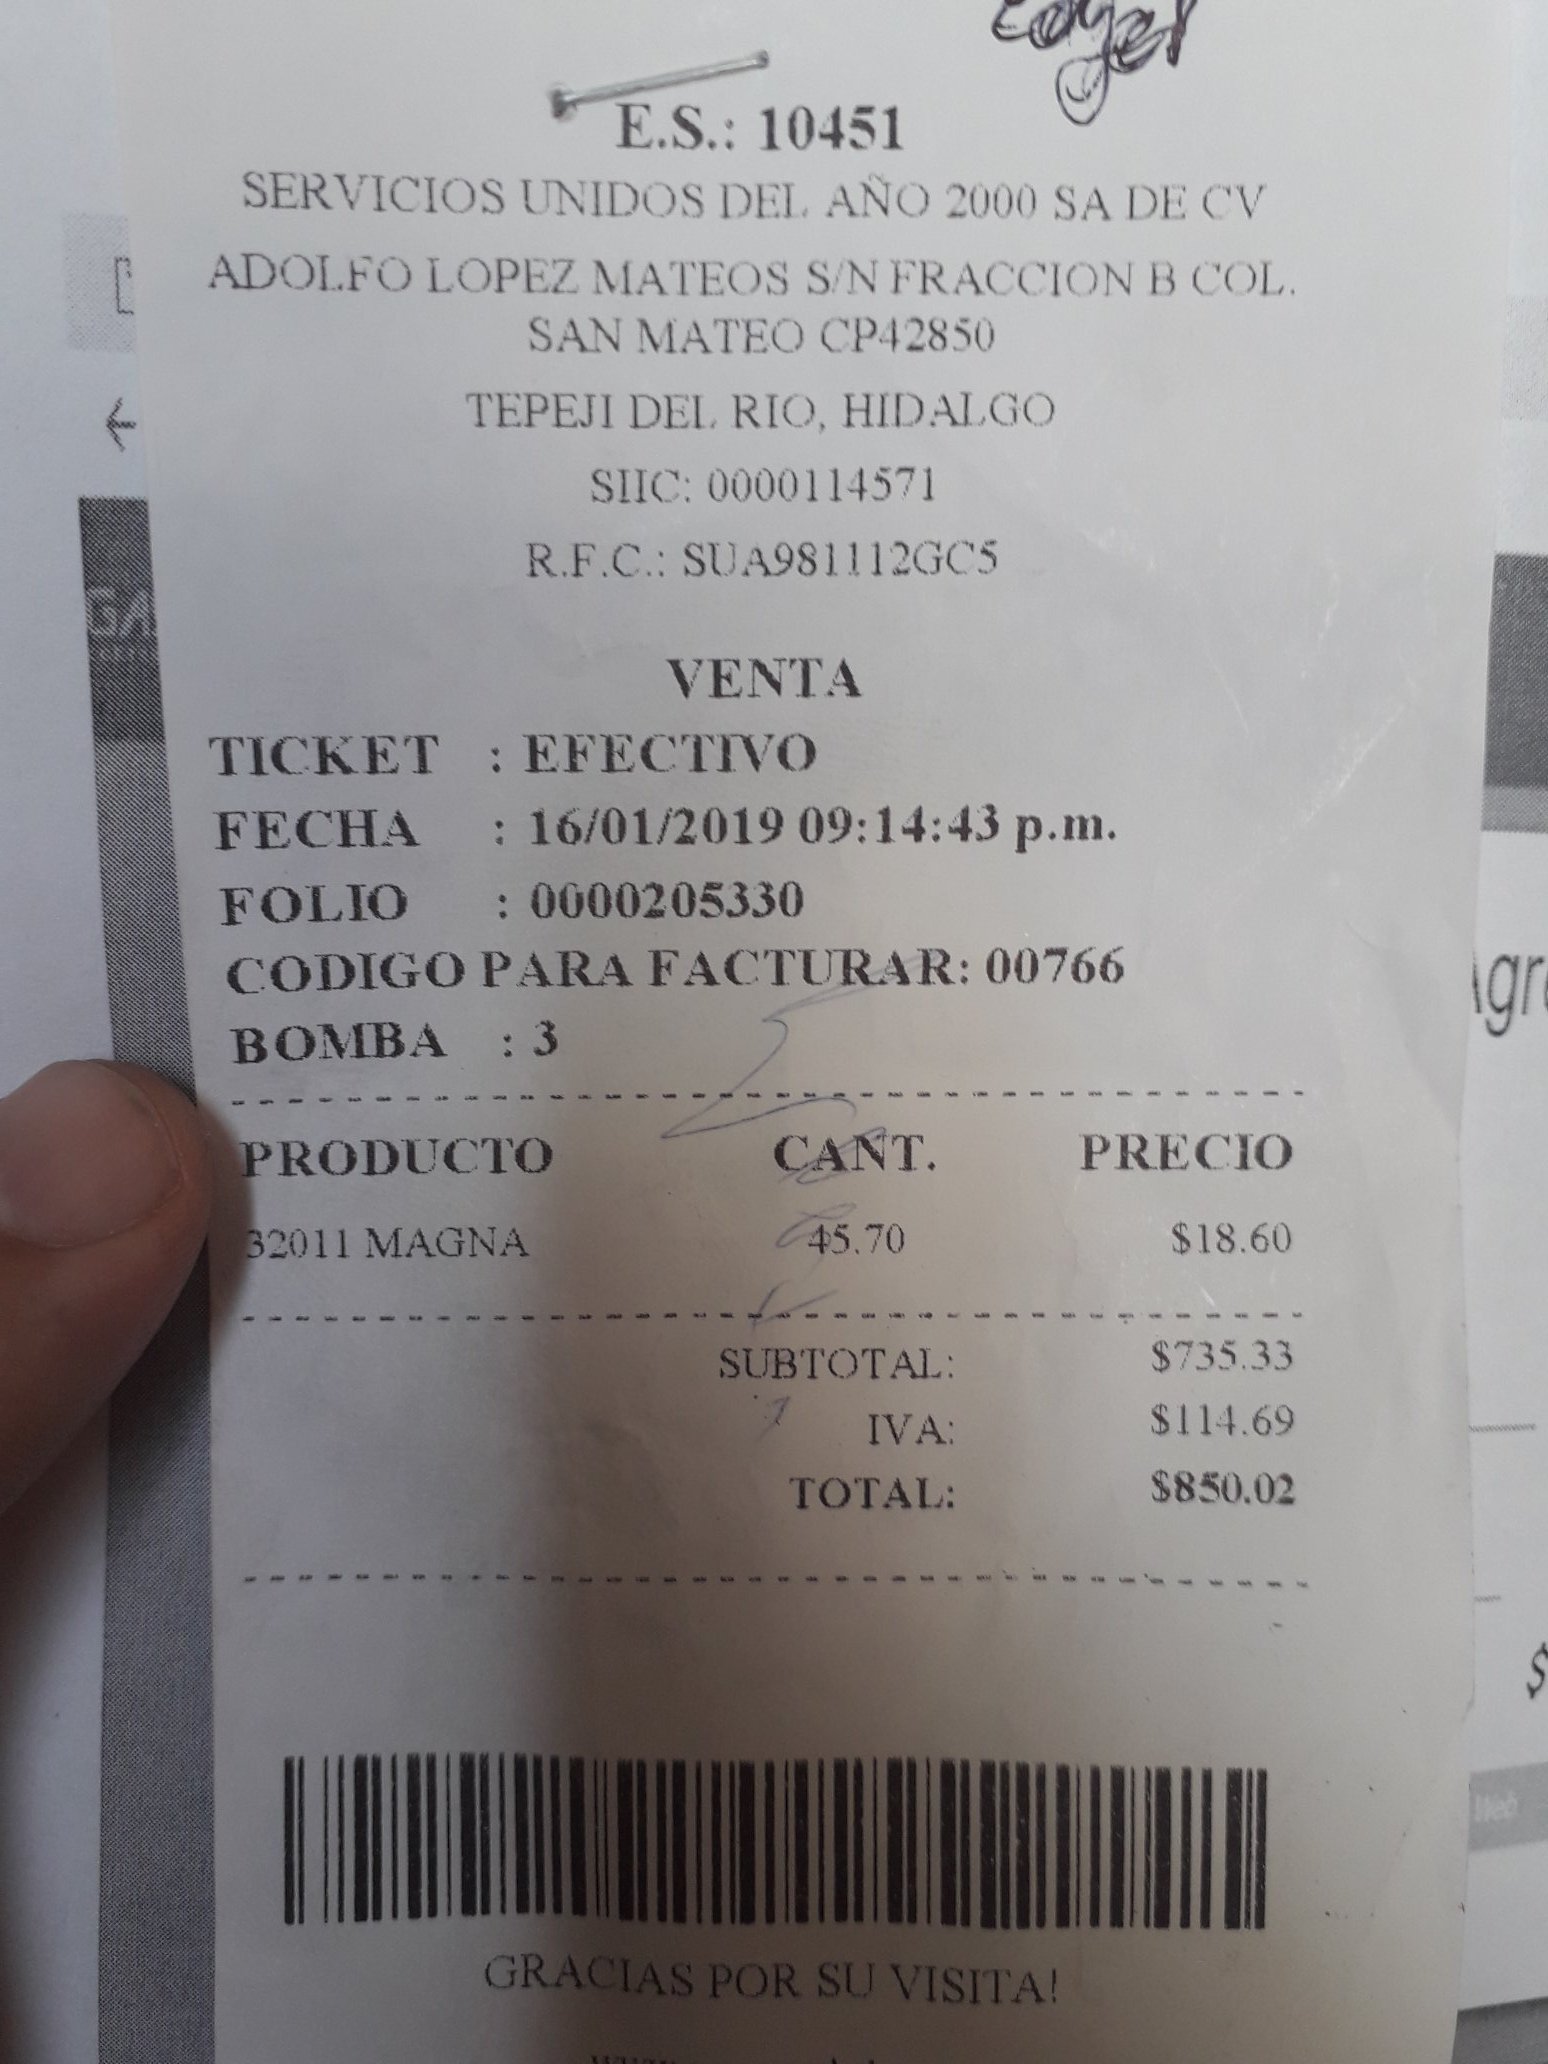 E.S.: 10451
SERVICIOS UNIDOS DEL AÑO 2000 SA DE CV
ADOLFO LOPEZ MATEOS S/N FRACCION B COL.
SAN MATEO CP42850
TEPEJI DEL RIO, HIDALGO
SIIC: 0000114571
R.F.C.: SUA981112GC5
VENTA
TICKET : EFECTIVO
FECHA : 16/01/2019 09:14:43 p.m.
FOLIO : 0000205330
CODIGO PARA FACTURAR: 00766
BOMBA : 3
PRODUCTO CANT. PRECIO
32011 MAGNA 45.70 $18.60
SUBTOTAL: $735.33
IVA: $114.69
TOTAL: $850.02
GRACIAS POR SU VISITA!
Web